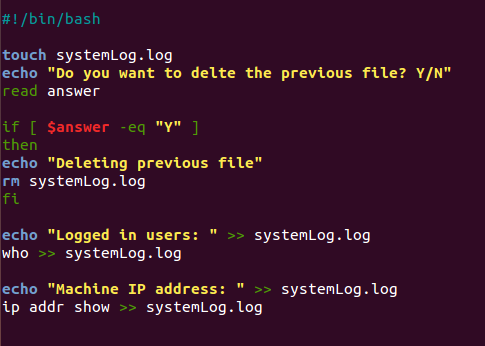 #!/bin/bash
touch systemLog.log
echo "Do you want to delte the previous file? Y/N"
read answer
if [ $answer -eq "Y" ]
then
echo "Deleting previous file"
rm systemLog.log
fi
echo "Logged in users: " >> systemLog.log
who >> systemLog.log
echo "Machine IP address: " >> systemLog.log
ip addr show >> systemLog.log